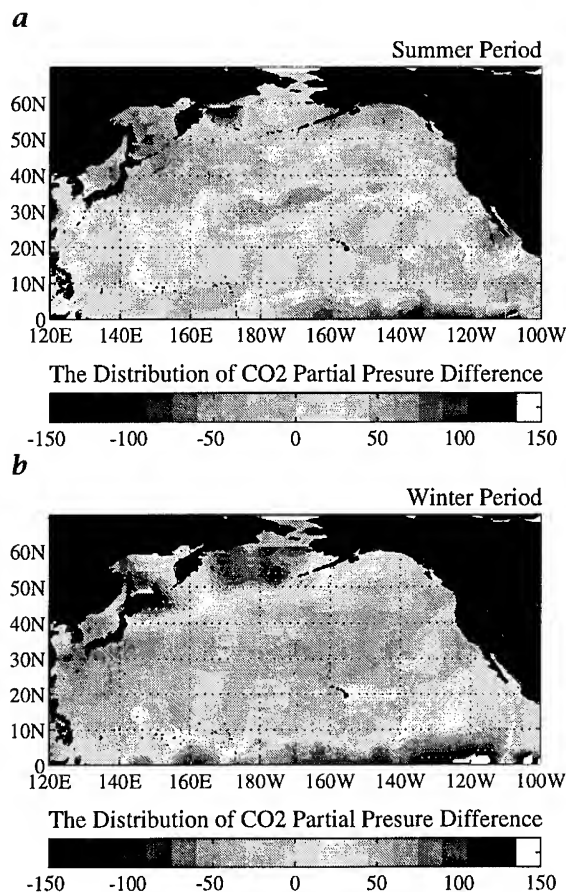 a
Summer Period
60N
50N
40N
30N
20N
10N
0
120E 140E 160E 180W 160W 140W 120W 100W
The Distribution of CO2 Partial Presure Difference
-150 -100 -50 0 50 100 150
b
Winter Period
60N
50N
40N
30N
20N
10N
0
120E 140E 160E 180W 160W 140W 120W 100W
The Distribution of CO2 Partial Presure Difference
-150 -100 -50 0 50 100 150